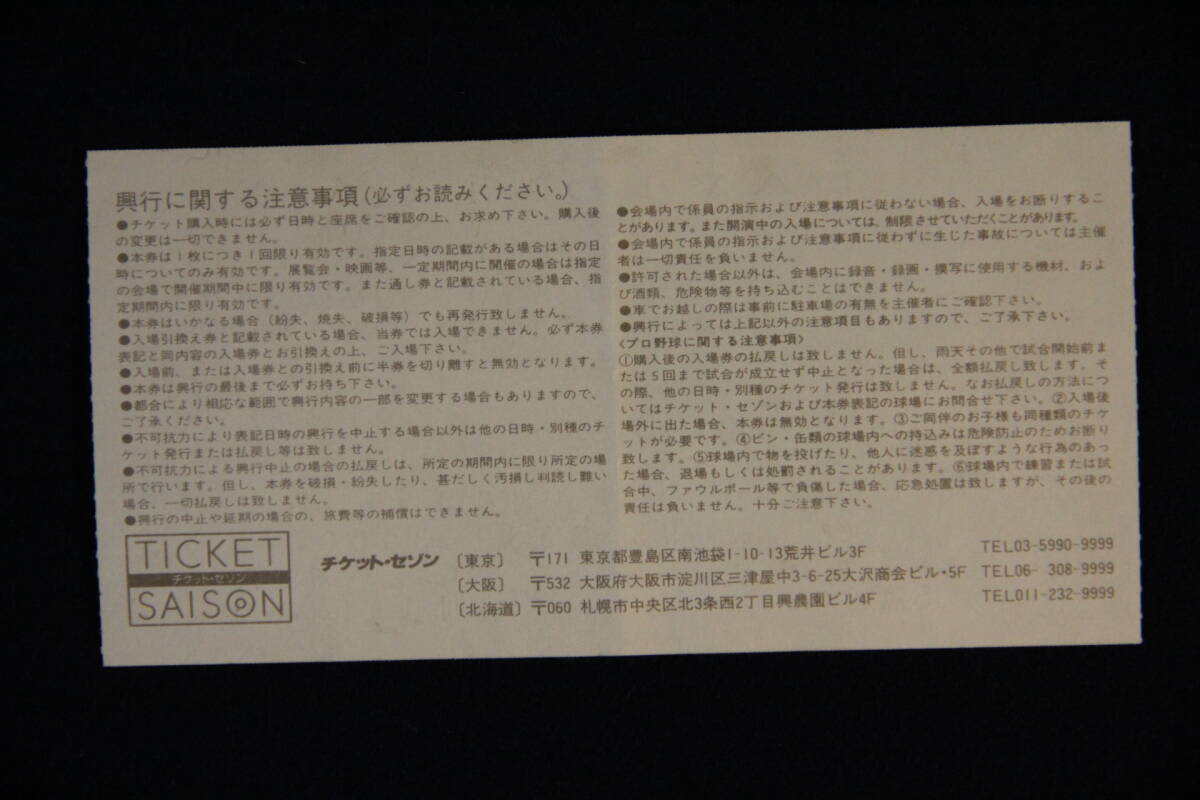 興行に関する注意事項(必ずお読みください。)
●チケット購入時には必ず日時と座席をご確認の上、お求め下さい。購入後
の変更は一切できません。
●本券は1枚につき1回限り有効です。指定日時の記載がある場合はその日
時についてのみ有効です。展覧会・映画等、一定期間内に開催の場合は指定
の会場で開催期間中に限り有効です。また通し券と記載されている場合、指
定期間内に限り有効です。
●本券はいかなる場合（紛失、焼失、破損等）でも再発行致しません。
●入場引換え券と記載されている場合、当券では入場できません。必ず本券
表記と同内容の入場券とお引換えの上、ご入場下さい。
●入場前、または入場券との引換え前に半券を切り離すと無効となります。
●本券は興行の最後まで必ずお持ち下さい。
●都合により相応な範囲で興行内容の一部を変更する場合もありますので、
ご了承ください。
●不可抗力により表記日時の興行を中止する場合以外は他の日時・別種のチ
ケット発行または払戻し等は致しません。
●不可抗力による興行中止の場合の払戻しは、所定の期間内に限り所定の場
所で行います。但し、本券を破損・紛失したり、甚だしく汚損し判読し難い
場合、一切払戻しは致しません。
●興行の中止や延期の場合の、旅費等の補償はできません。
●会場内で係員の指示および注意事項に従わない場合、入場をお断りするこ
とがあります。また開演中の入場については、制限させていただくことがあります。
●会場内で係員の指示および注意事項に従わずに生じた事故については主催
者は一切責任を負いません。
●許可された場合以外は、会場内に録音・録画・撲写に使用する機材、およ
び酒類、危険物等を持ち込むことはできません。
●車でお越しの際は事前に駐車場の有無を主催者にご確認下さい。
●興行によっては上記以外の注意項目もありますので、ご了承下さい。
〈プロ野球に関する注意事項〉
①購入後の入場券の払戻しは致しません。但し、雨天その他で試合開始前ま
たは5回まで試合が成立せず中止となった場合は、全額払戻し致します。そ
の際、他の日時・別種のチケット発行は致しません。なお払戻しの方法につ
いてはチケット・セゾンおよび本券表記の球場にお問合せ下さい。②入場後
場外に出た場合、本券は無効となります。③ご同伴のお子様も同種類のチケ
ットが必要です。④ビン・缶類の球場内への持込みは危険防止のためお断り
致します。⑤球場内で物を投げたり、他人に迷惑を及ぼすような行為のあっ
た場合、退場もしくは処罰されることがあります。⑥球場内で練習または試
合中、ファウルボール等で負傷した場合、応急処置は致しますが、その後の
責任は負いません。十分ご注意下さい。
TICKET
チケット・セゾン
SAISON
チケット・セゾン 〔東京〕 〒171 東京都豊島区南池袋1-10-13荒井ビル3F TEL03-5990-9999
〔大阪〕 〒532 大阪府大阪市淀川区三津屋中3-6-25大沢商会ビル・5F TEL06- 308-9999
〔北海道〕 〒060 札幌市中央区北3条西2丁目興農園ビル4F TEL011-232-9999